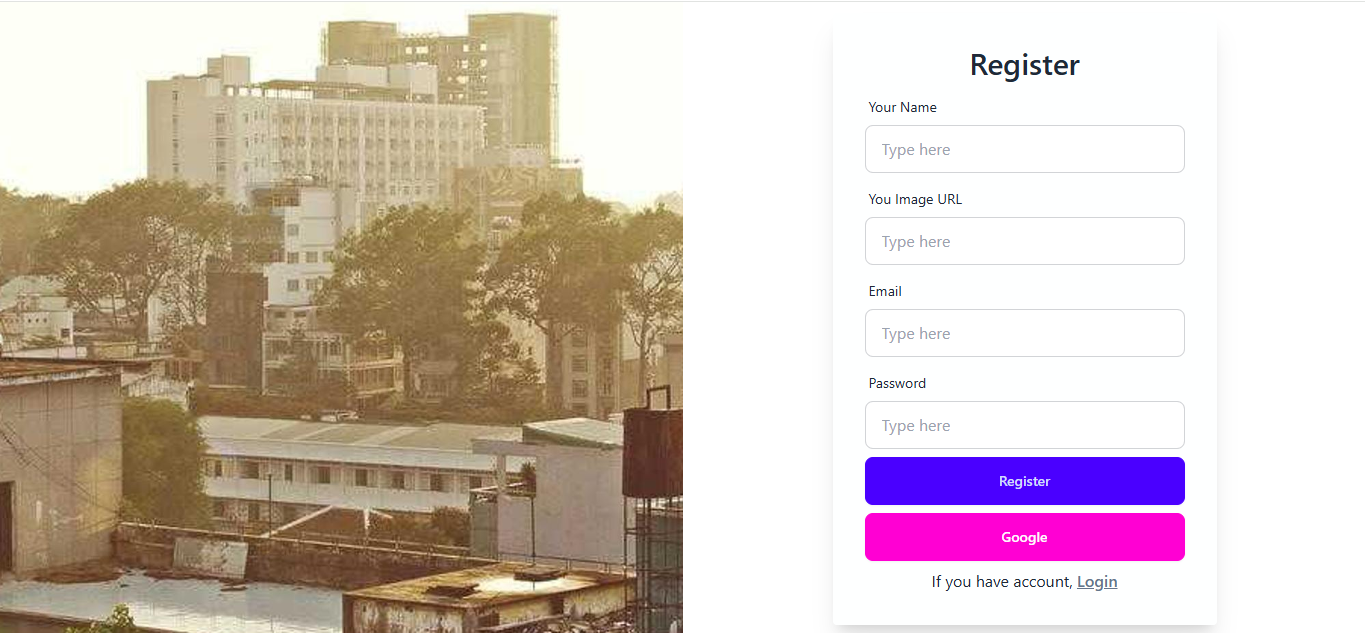 Register
Your Name
Type here
You Image URL
Type here
Email
Type here
Password
Type here
Register
Google
If you have account, Login